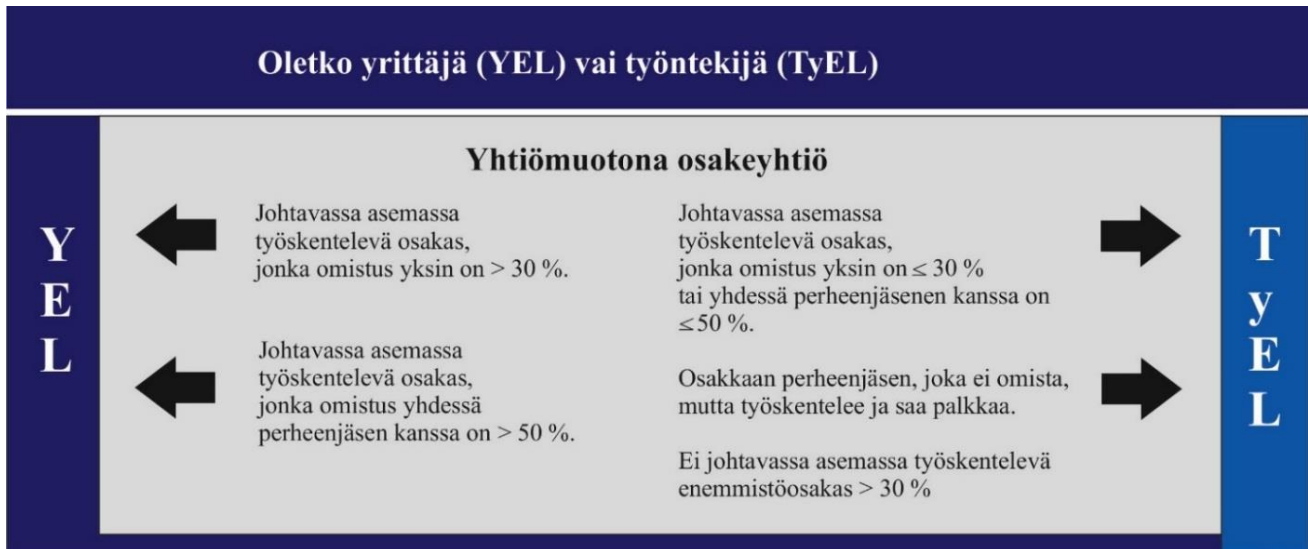 Oletko yrittäjä (YEL) vai työntekijä (TyEL)
Yhtiömuotona osakeyhtiö
YEL
Johtavassa asemassa
työskentelevä osakas,
jonka omistus yksin on > 30 %.
Johtavassa asemassa
työskentelevä osakas,
jonka omistus yhdessä
perheenjäsen kanssa on > 50 %.
Johtavassa asemassa
työskentelevä osakas,
jonka omistus yksin on ≤ 30 %
tai yhdessä perheenjäsenen kanssa on
≤50 %.
Osakkaan perheenjäsen, joka ei omista,
mutta työskentelee ja saa palkkaa.
Ei johtavassa asemassa työskentelevä
enemmistöosakas > 30 %
TyEL